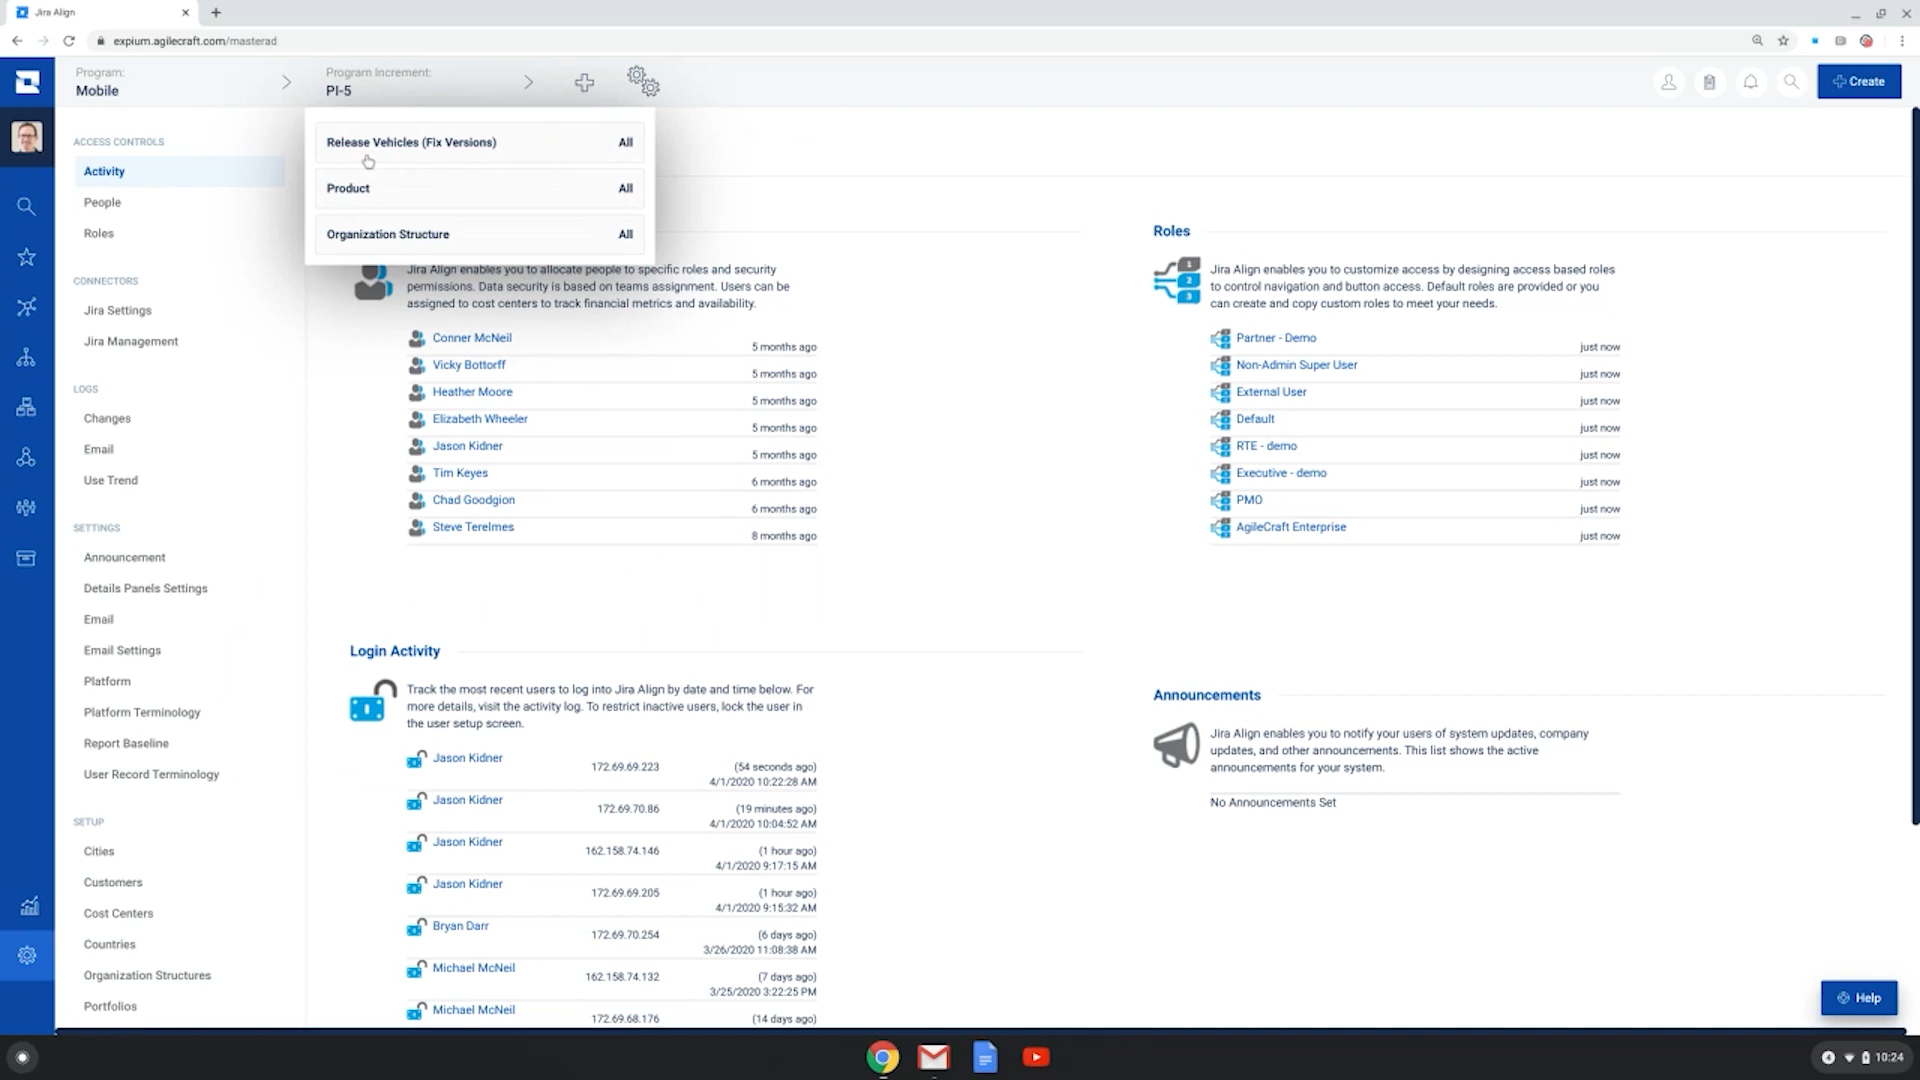 Jira Align
expium.agilecraft.com/masterad
Program:
Mobile
Program Increment:
PI-5
Create
Release Vehicles (Fix Versions) All
Product All
Organization Structure All
ACCESS CONTROLS
Activity
People
Roles
CONNECTORS
Jira Settings
Jira Management
LOGS
Changes
Email
Use Trend
SETTINGS
Announcement
Details Panels Settings
Email
Email Settings
Platform
Platform Terminology
Report Baseline
User Record Terminology
SETUP
Cities
Customers
Cost Centers
Countries
Organization Structures
Portfolios
Jira Align enables you to allocate people to specific roles and security
permissions. Data security is based on teams assignment. Users can be
assigned to cost centers to track financial metrics and availability.
Conner McNeil 5 months ago
Vicky Bottorff 5 months ago
Heather Moore 5 months ago
Elizabeth Wheeler 5 months ago
Jason Kidner 5 months ago
Tim Keyes 6 months ago
Chad Goodgion 6 months ago
Steve Terelmes 8 months ago
Roles
Jira Align enables you to customize access by designing access based roles
to control navigation and button access. Default roles are provided or you
can create and copy custom roles to meet your needs.
Partner - Demo just now
Non-Admin Super User just now
External User just now
Default just now
RTE - demo just now
Executive - demo just now
PMO just now
AgileCraft Enterprise just now
Login Activity
Track the most recent users to log into Jira Align by date and time below. For
more details, visit the activity log. To restrict inactive users, lock the user in
the user setup screen.
Jason Kidner 172.69.69.223 (54 seconds ago)
4/1/2020 10:22:28 AM
Jason Kidner 172.69.70.86 (19 minutes ago)
4/1/2020 10:04:52 AM
Jason Kidner 162.158.74.146 (1 hour ago)
4/1/2020 9:17:15 AM
Jason Kidner 172.69.69.205 (1 hour ago)
4/1/2020 9:15:32 AM
Bryan Darr 172.69.70.254 (6 days ago)
3/26/2020 11:08:38 AM
Michael McNeil 162.158.74.132 (7 days ago)
3/25/2020 3:22:25 PM
Michael McNeil 172.69.68.176 (14 days ago)
Announcements
Jira Align enables you to notify your users of system updates, company
updates, and other announcements. This list shows the active
announcements for your system.
No Announcements Set
Help
10:24